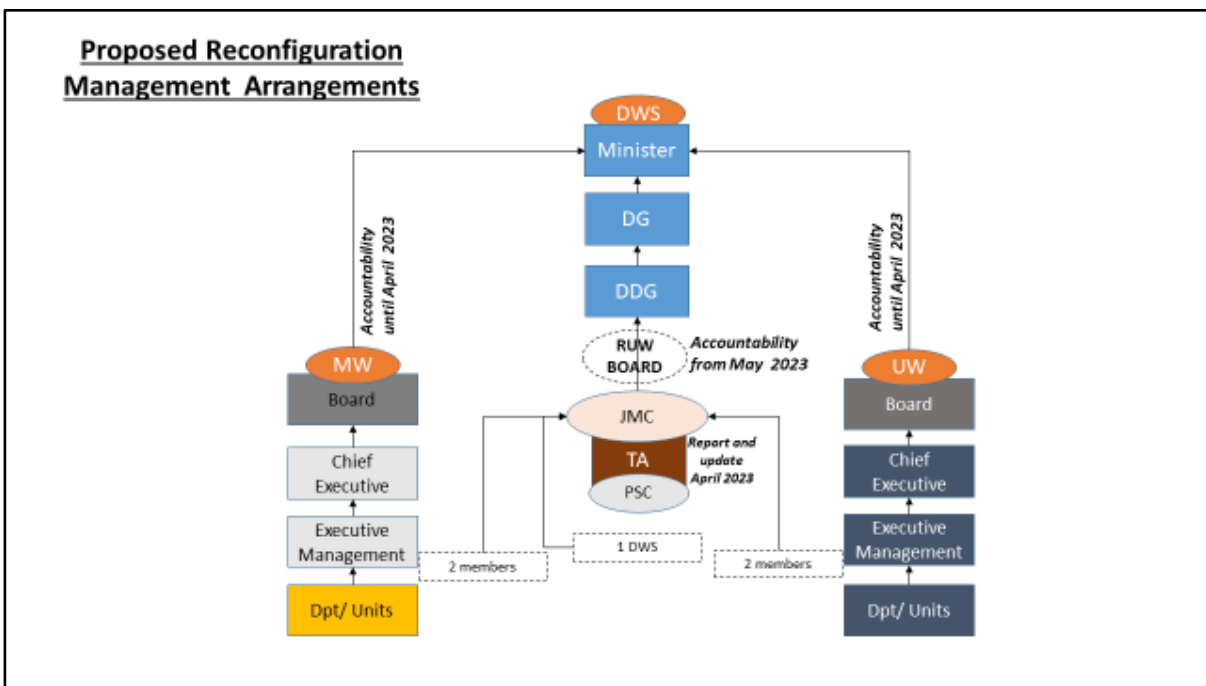 Proposed Reconfiguration
Management Arrangements
DWS
Minister
DG
DDG
RUW
BOARD
Accountability
from May 2023
Accountability
until April 2023
MW
Board
Chief
Executive
Executive
Management
Dpt/ Units
2 members
JMC
TA
PSC
Report and
update
April 2023
1 DWS
2 members
Accountability
until April 2023
UW
Board
Chief
Executive
Executive
Management
Dpt/ Units